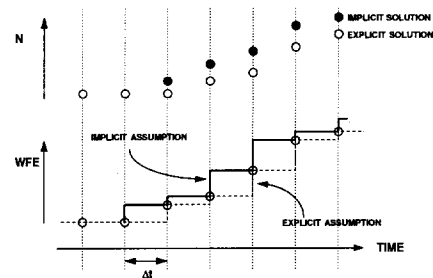 N
IMPLICIT SOLUTION
EXPLICIT SOLUTION
IMPLICIT ASSUMPTION
WFE
EXPLICIT ASSUMPTION
TIME
Δt